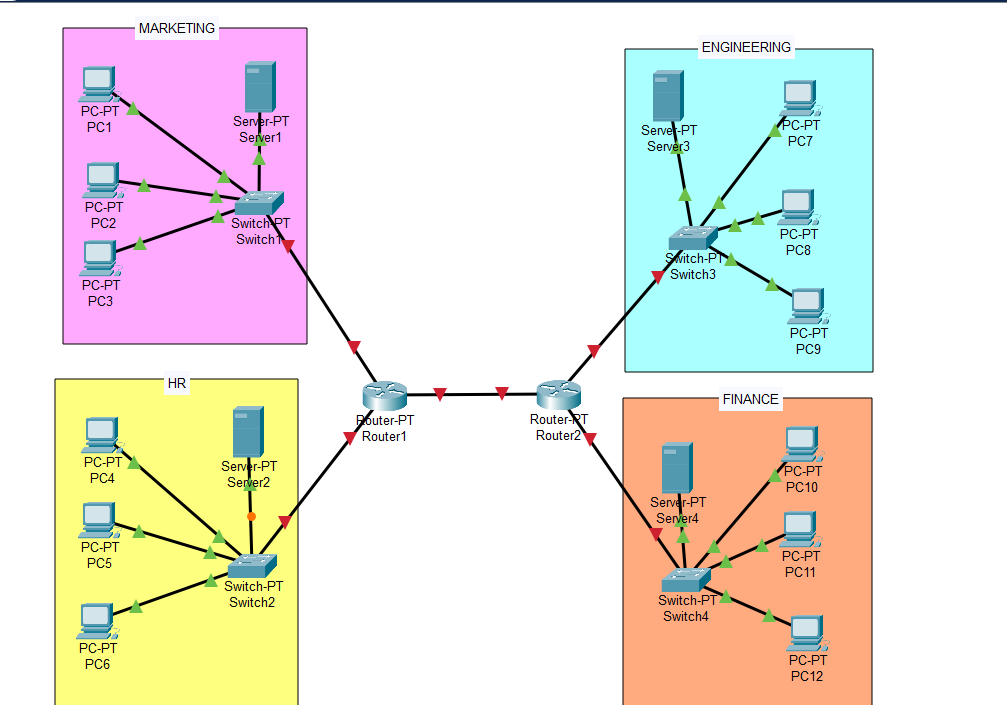 MARKETING
PC-PT
PC1
Server-PT
Server1
PC-PT
PC2
Switch-PT
Switch1
PC-PT
PC3
ENGINEERING
Server-PT
Server3
PC-PT
PC7
PC-PT
PC8
Switch-PT
Switch3
PC-PT
PC9
Router-PT
Router1
Router-PT
Router2
HR
PC-PT
PC4
Server-PT
Server2
PC-PT
PC5
Switch-PT
Switch2
PC-PT
PC6
FINANCE
PC-PT
PC10
Server-PT
Server4
PC-PT
PC11
Switch-PT
Switch4
PC-PT
PC12